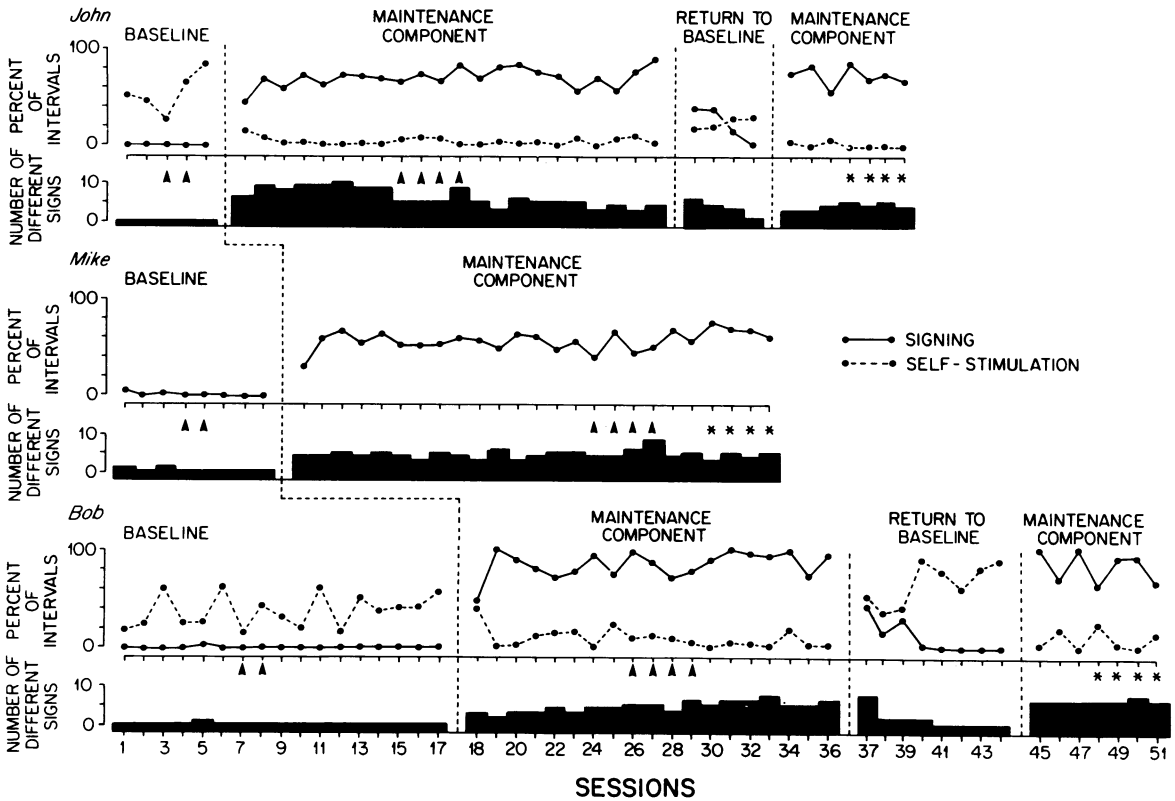 John
BASELINE
MAINTENANCE
COMPONENT
RETURN TO
BASELINE
MAINTENANCE
COMPONENT
PERCENT
OF
INTERVALS
100
0
NUMBER OF
DIFFERENT
SIGNS
10
0
* * * *
Mike
BASELINE
MAINTENANCE
COMPONENT
PERCENT
OF
INTERVALS
100
0
SIGNING
SELF-STIMULATION
NUMBER OF
DIFFERENT
SIGNS
10
0
* * * *
Bob
BASELINE
MAINTENANCE
COMPONENT
RETURN TO
BASELINE
MAINTENANCE
COMPONENT
PERCENT
OF
INTERVALS
100
0
NUMBER OF
DIFFERENT
SIGNS
10
0
* * * *
1 3 5 7 9 11 13 15 17 18 20 22 24 26 28 30 32 34 36 37 39 41 43 45 47 49 51
SESSIONS